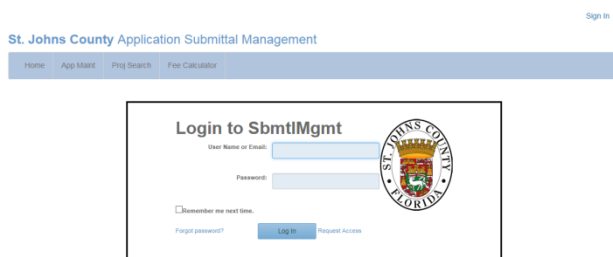 Sign In
St. Johns County Application Submittal Management
Home App Maint Proj Search Fee Calculator
Login to SbmtlMgmt
User Name or Email:
Password:
Remember me next time.
Forgot password? Log In Request Access
ST. JOHNS COUNTY
FLORIDA